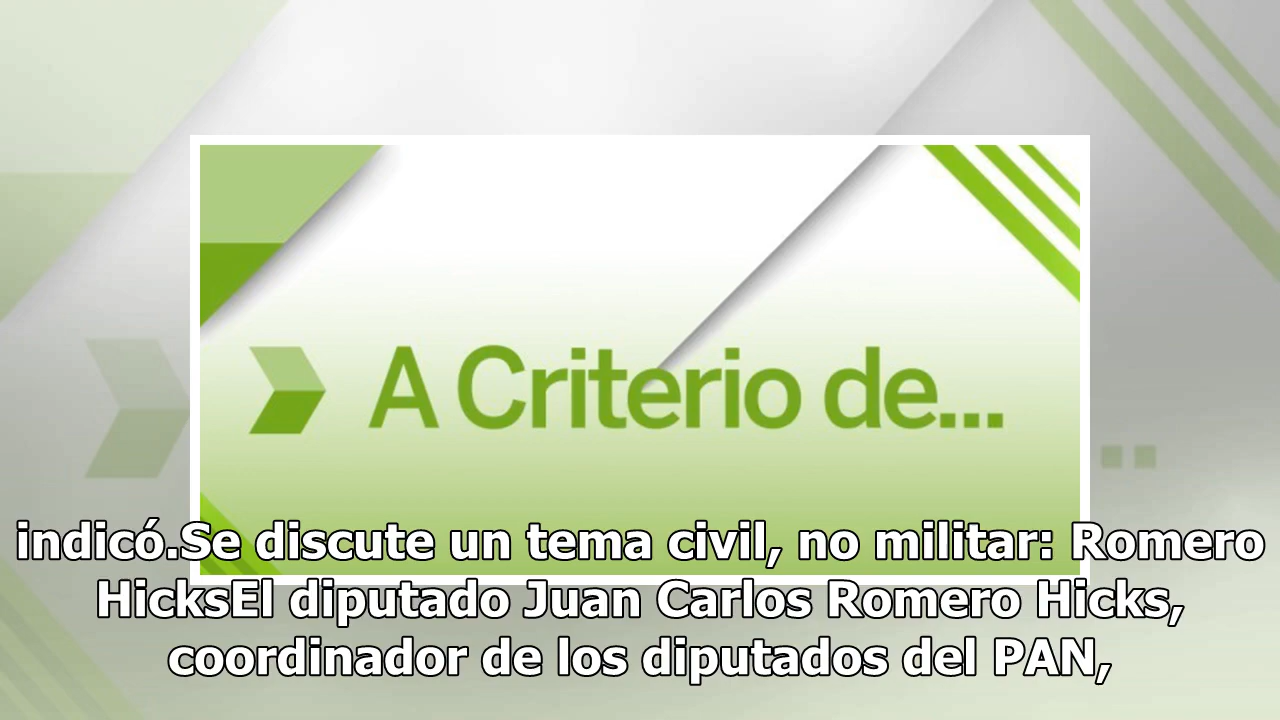 A Criterio de...
indicó.Se discute un tema civil, no militar: Romero
HicksEl diputado Juan Carlos Romero Hicks,
coordinador de los diputados del PAN,